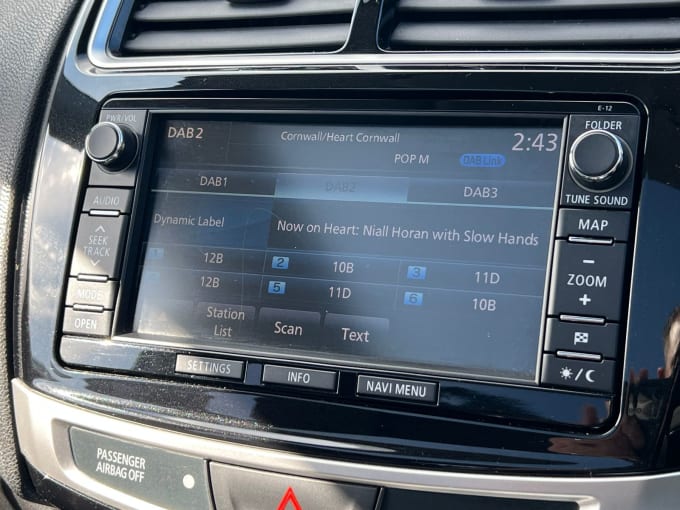 E-12
PWR/VOL
FOLDER
DAB2
Cornwall/Heart Cornwall
2:43
POP M
DAB Link
DAB1
DAB2
DAB3
TUNE SOUND
AUDIO
SEEK
TRACK
MODE
OPEN
Dynamic Label
Now on Heart: Niall Horan with Slow Hands
MAP
ZOOM
1 12B
2 10B
3 11D
12B
5 11D
6 10B
Station
List
Scan
Text
SETTINGS
INFO
NAVI MENU
PASSENGER
AIRBAG OFF